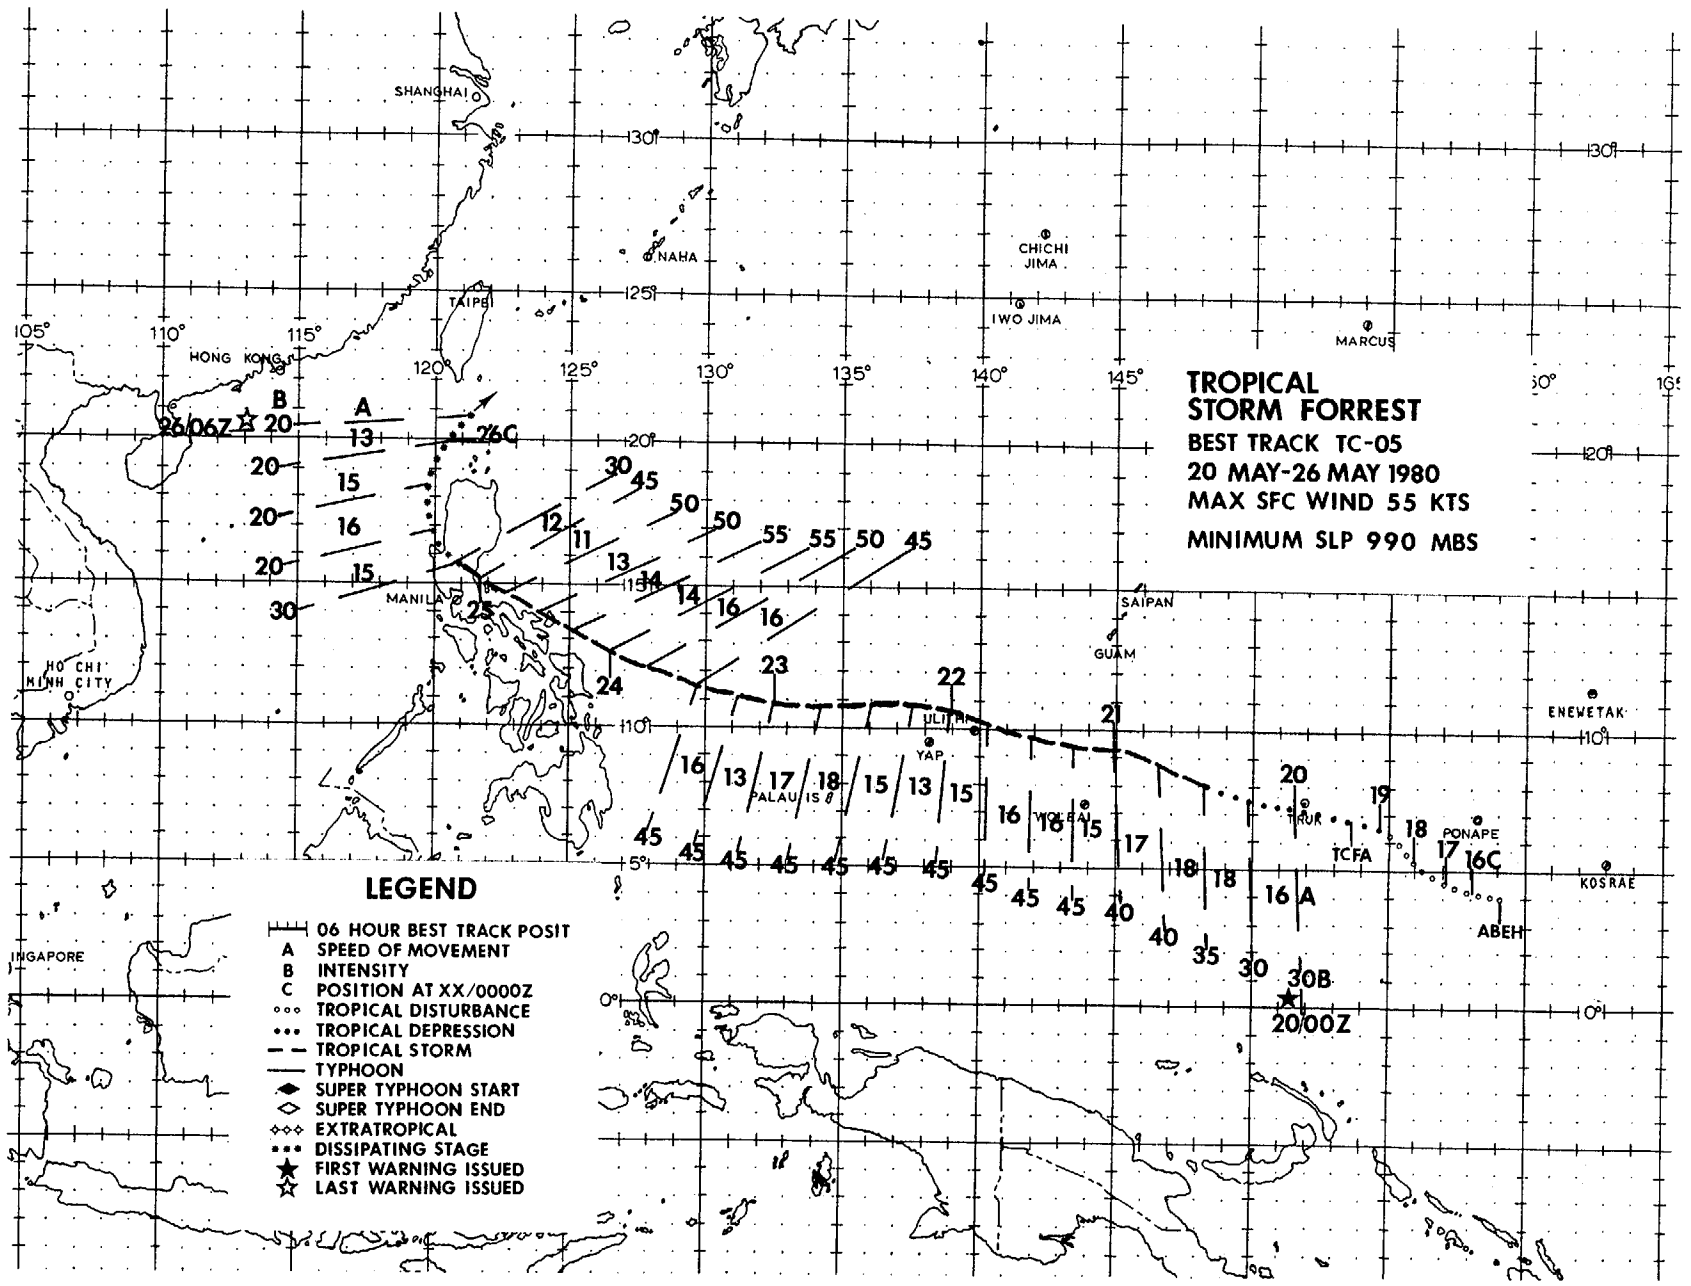 SHANGHAI
30°
30°
NAHA
CHICHI
JIMA
TAIPEI
25°
IWO JIMA
MARCUS
105°
110°
115°
HONG KONG
120°
125°
130°
135°
140°
145°
TROPICAL
STORM FORREST
BEST TRACK TC-05
20 MAY-26 MAY 1980
MAX SFC WIND 55 KTS
MINIMUM SLP 990 MBS
B
A
26/06Z
20
13
26C
20°
20°
20
15
30
45
20
16
12
50
50
11
55
55
50
45
20
15
13
14
15°
14
16
16
30
MANILA
25
SAIPAN
GUAM
HO CHI
MINH CITY
24
23
22
21
ULITHI
10°
YAP
ENEWETAK
10°
16
13
17
18
15
13
15
PALAU IS
16
WOLEAI
16
15
17
18
18
16
A
20
TRUK
19
TCFA
18
PONAPE
17
16C
KOSRAE
ABEH
45
45
45
45
45
45
45
45
45
45
40
40
35
30
30B
5°
20/00Z
0°
0°
INGAPORE
LEGEND
06 HOUR BEST TRACK POSIT
A SPEED OF MOVEMENT
B INTENSITY
C POSITION AT XX/0000Z
TROPICAL DISTURBANCE
TROPICAL DEPRESSION
TROPICAL STORM
TYPHOON
SUPER TYPHOON START
SUPER TYPHOON END
EXTRATROPICAL
DISSIPATING STAGE
FIRST WARNING ISSUED
LAST WARNING ISSUED